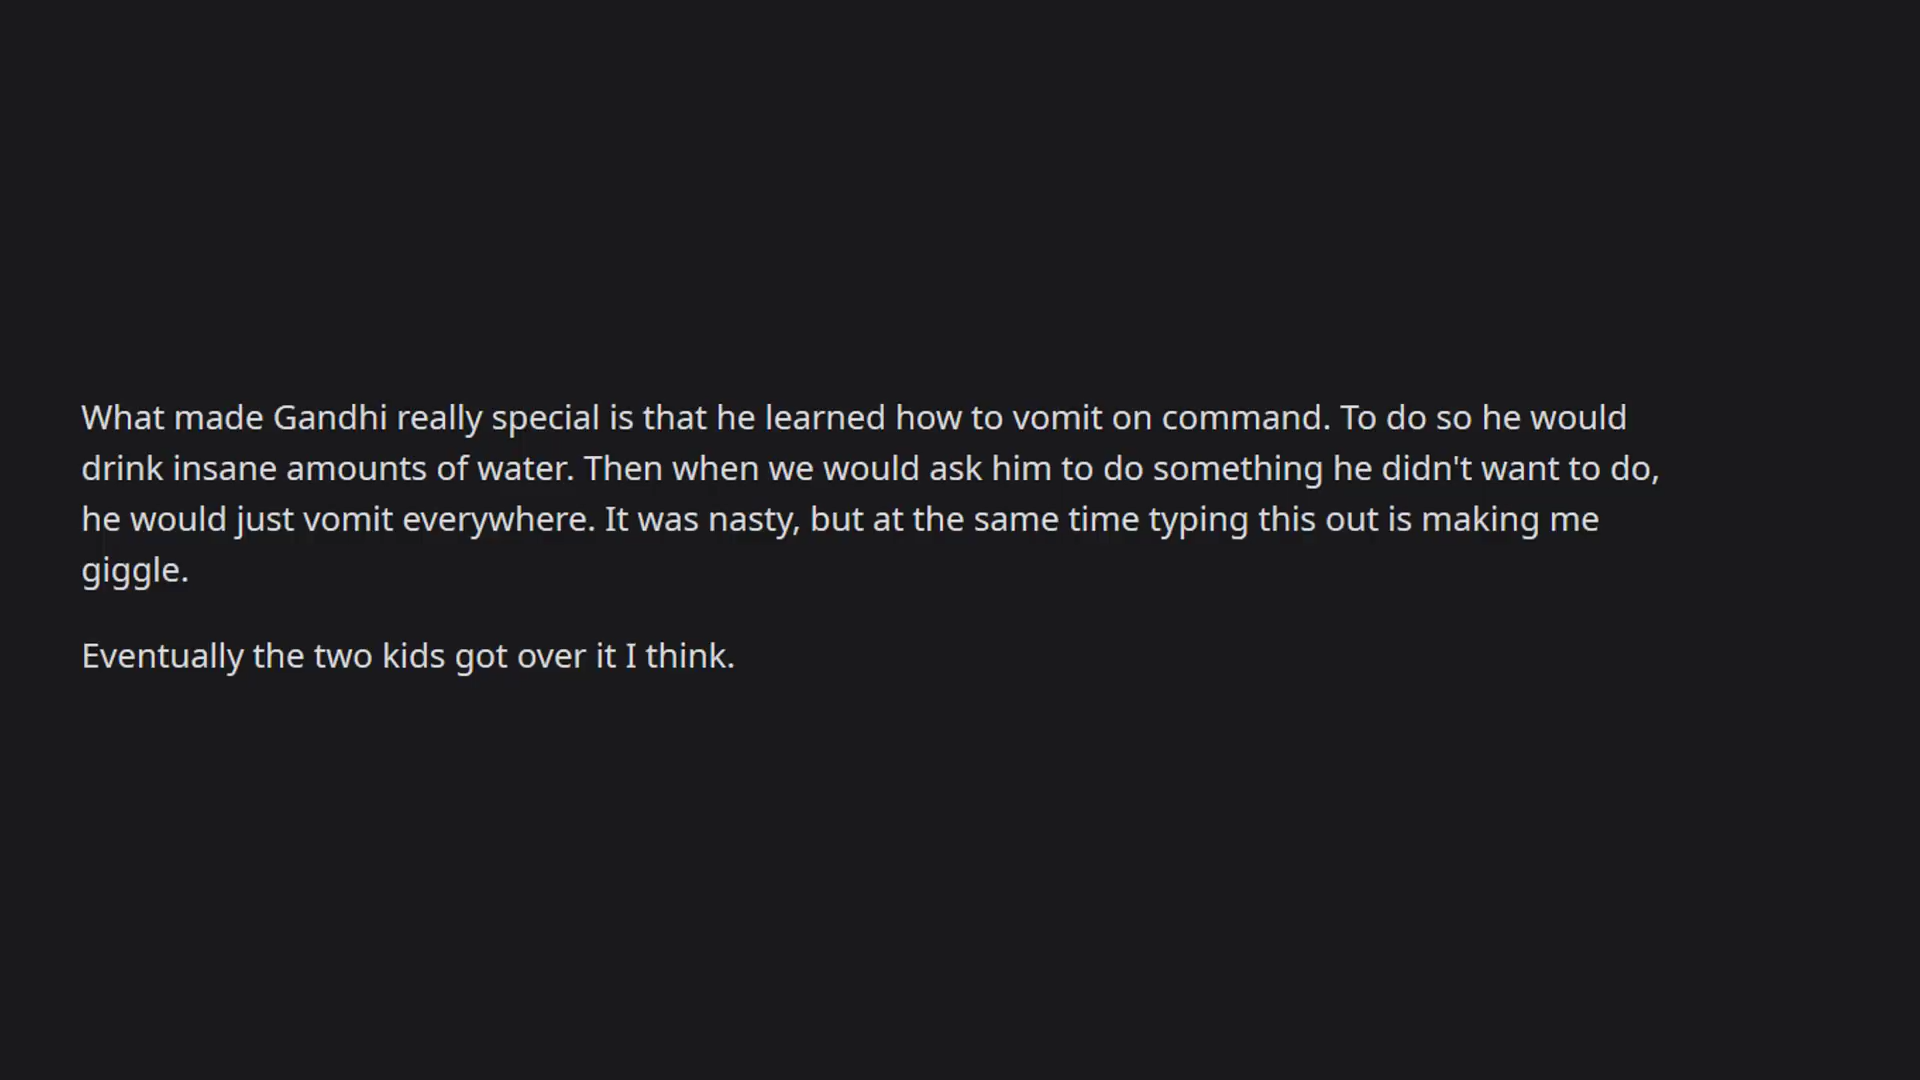 What made Gandhi really special is that he learned how to vomit on command. To do so he would
drink insane amounts of water. Then when we would ask him to do something he didn't want to do,
he would just vomit everywhere. It was nasty, but at the same time typing this out is making me
giggle.
Eventually the two kids got over it I think.